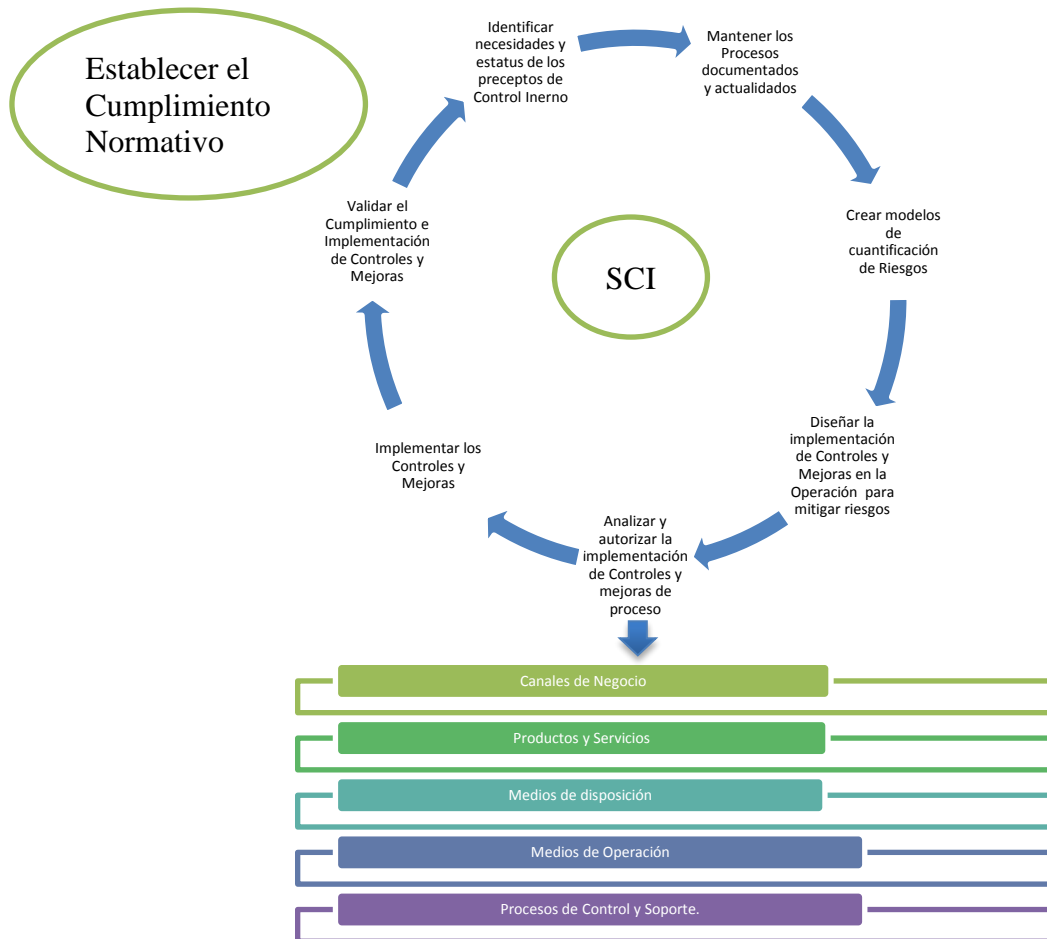 Establecer el
Cumplimiento
Normativo
Identificar
necesidades y
estatus de los
preceptos de
Control Inerno
Mantener los
Procesos
documentados
y actualidados
Crear modelos
de
cuantificación
de Riesgos
Diseñar la
implementación
de Controles y
Mejoras en la
Operación para
mitigar riesgos
Analizar y
autorizar la
implementación
de Controles y
mejoras de
proceso
Implementar los
Controles y
Mejoras
Validar el
Cumplimiento e
Implementación
de Controles y
Mejoras
SCI
Canales de Negocio
Productos y Servicios
Medios de disposición
Medios de Operación
Procesos de Control y Soporte.